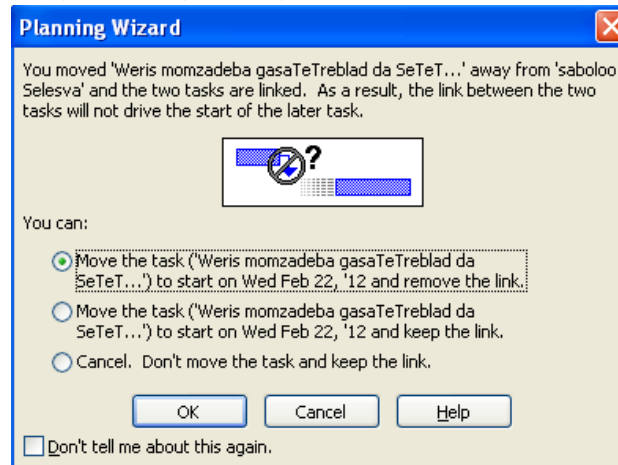 Planning Wizard
You moved 'Weris momzadeba gasaTeTreblad da SeTeT...' away from 'saboloo
Selesva' and the two tasks are linked. As a result, the link between the two
tasks will not drive the start of the later task.
?
You can:
Move the task ('Weris momzadeba gasaTeTreblad da
SeTeT...') to start on Wed Feb 22, '12 and remove the link.
Move the task ('Weris momzadeba gasaTeTreblad da
SeTeT...') to start on Wed Feb 22, '12 and keep the link.
Cancel. Don't move the task and keep the link.
OK Cancel Help
Don't tell me about this again.